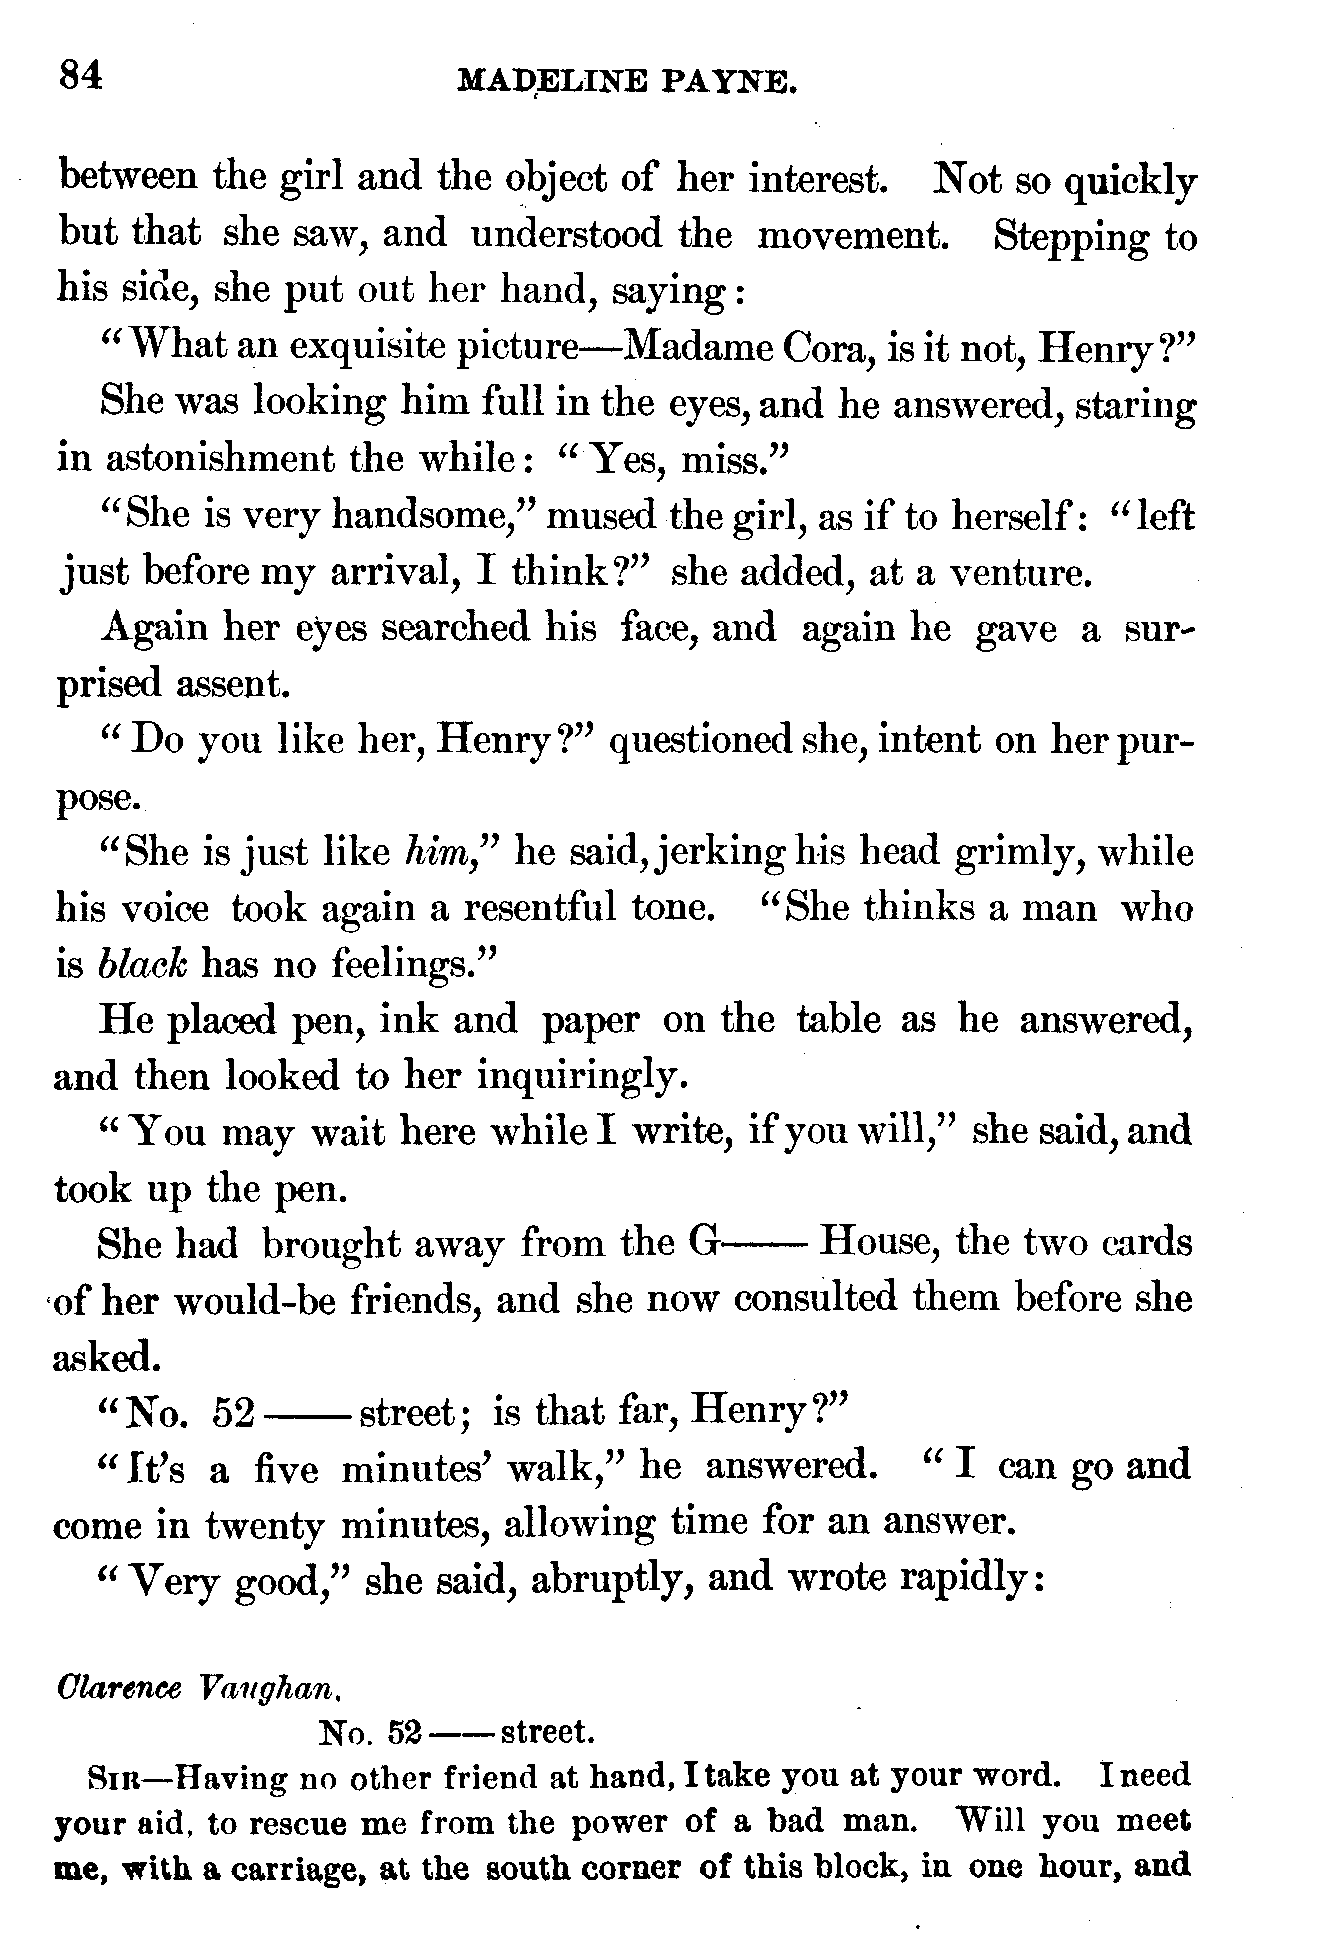 84 MADELINE PAYNE.
between the girl and the object of her interest. Not so quickly
but that she saw, and understood the movement. Stepping to
his side, she put out her hand, saying:
“What an exquisite picture—Madame Cora, is it not, Henry?”
She was looking him full in the eyes, and he answered, staring
in astonishment the while: “Yes, miss.”
“She is very handsome,” mused the girl, as if to herself: “left
just before my arrival, I think?” she added, at a venture.
Again her eyes searched his face, and again he gave a sur-
prised assent.
“Do you like her, Henry?” questioned she, intent on her pur-
pose.
“She is just like him,” he said, jerking his head grimly, while
his voice took again a resentful tone. “She thinks a man who
is black has no feelings.”
He placed pen, ink and paper on the table as he answered,
and then looked to her inquiringly.
“You may wait here while I write, if you will,” she said, and
took up the pen.
She had brought away from the G—— House, the two cards
of her would-be friends, and she now consulted them before she
asked.
“No. 52 —— street; is that far, Henry?”
“It’s a five minutes’ walk,” he answered. “I can go and
come in twenty minutes, allowing time for an answer.
“Very good,” she said, abruptly, and wrote rapidly:
Clarence Vaughan.
No. 52 —— street.
SIR—Having no other friend at hand, I take you at your word. I need
your aid, to rescue me from the power of a bad man. Will you meet
me, with a carriage, at the south corner of this block, in one hour, and